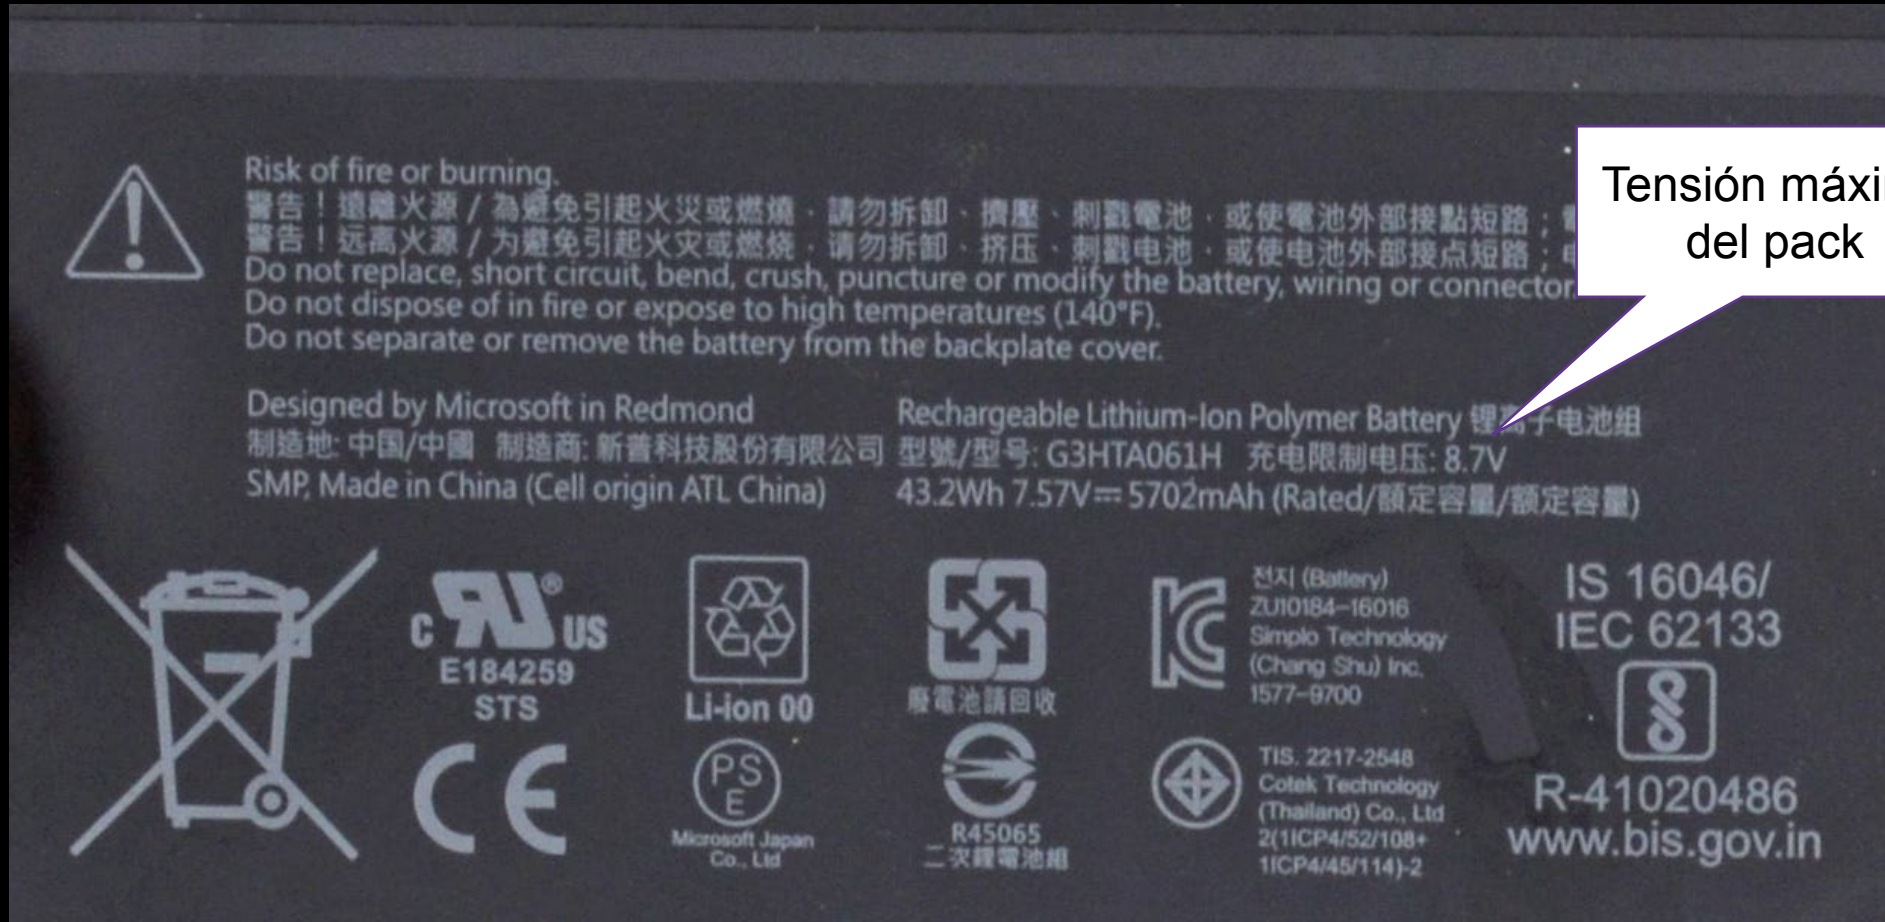 Risk of fire or burning.
警告！遠離火源 / 為避免引起火災或燃燒，請勿拆卸、擠壓、刺戳電池，或使電池外部接點短路；
警告！远离火源 / 为避免引起火灾或燃烧，请勿拆卸、挤压、刺戳电池，或使电池外部接点短路；
Do not replace, short circuit, bend, crush, puncture or modify the battery, wiring or connector.
Do not dispose of in fire or expose to high temperatures (140°F).
Do not separate or remove the battery from the backplate cover.
Tensión
del pack
Designed by Microsoft in Redmond
制造地: 中国/中國 制造商: 新普科技股份有限公司
SMP, Made in China (Cell origin ATL China)
Rechargeable Lithium-Ion Polymer Battery 锂离子电池组
型號/型号: G3HTA061H 充电限制电压: 8.7V
43.2Wh 7.57V⎓ 5702mAh (Rated/額定容量/额定容量)
C RU ® US
E184259
STS
Li-ion 00
廢電池請回收
전지 (Battery)
ZU10184-16016
Simplo Technology
(Chang Shu) Inc.
1577-9700
IS 16046/
IEC 62133
CE
PS
E
Microsoft Japan
Co., Ltd
R45065
二次鋰電池組
TIS. 2217-2548
Cotek Technology
(Thailand) Co., Ltd
2(1ICP4/52/108+
1ICP4/45/114)-2
R-41020486
www.bis.gov.in